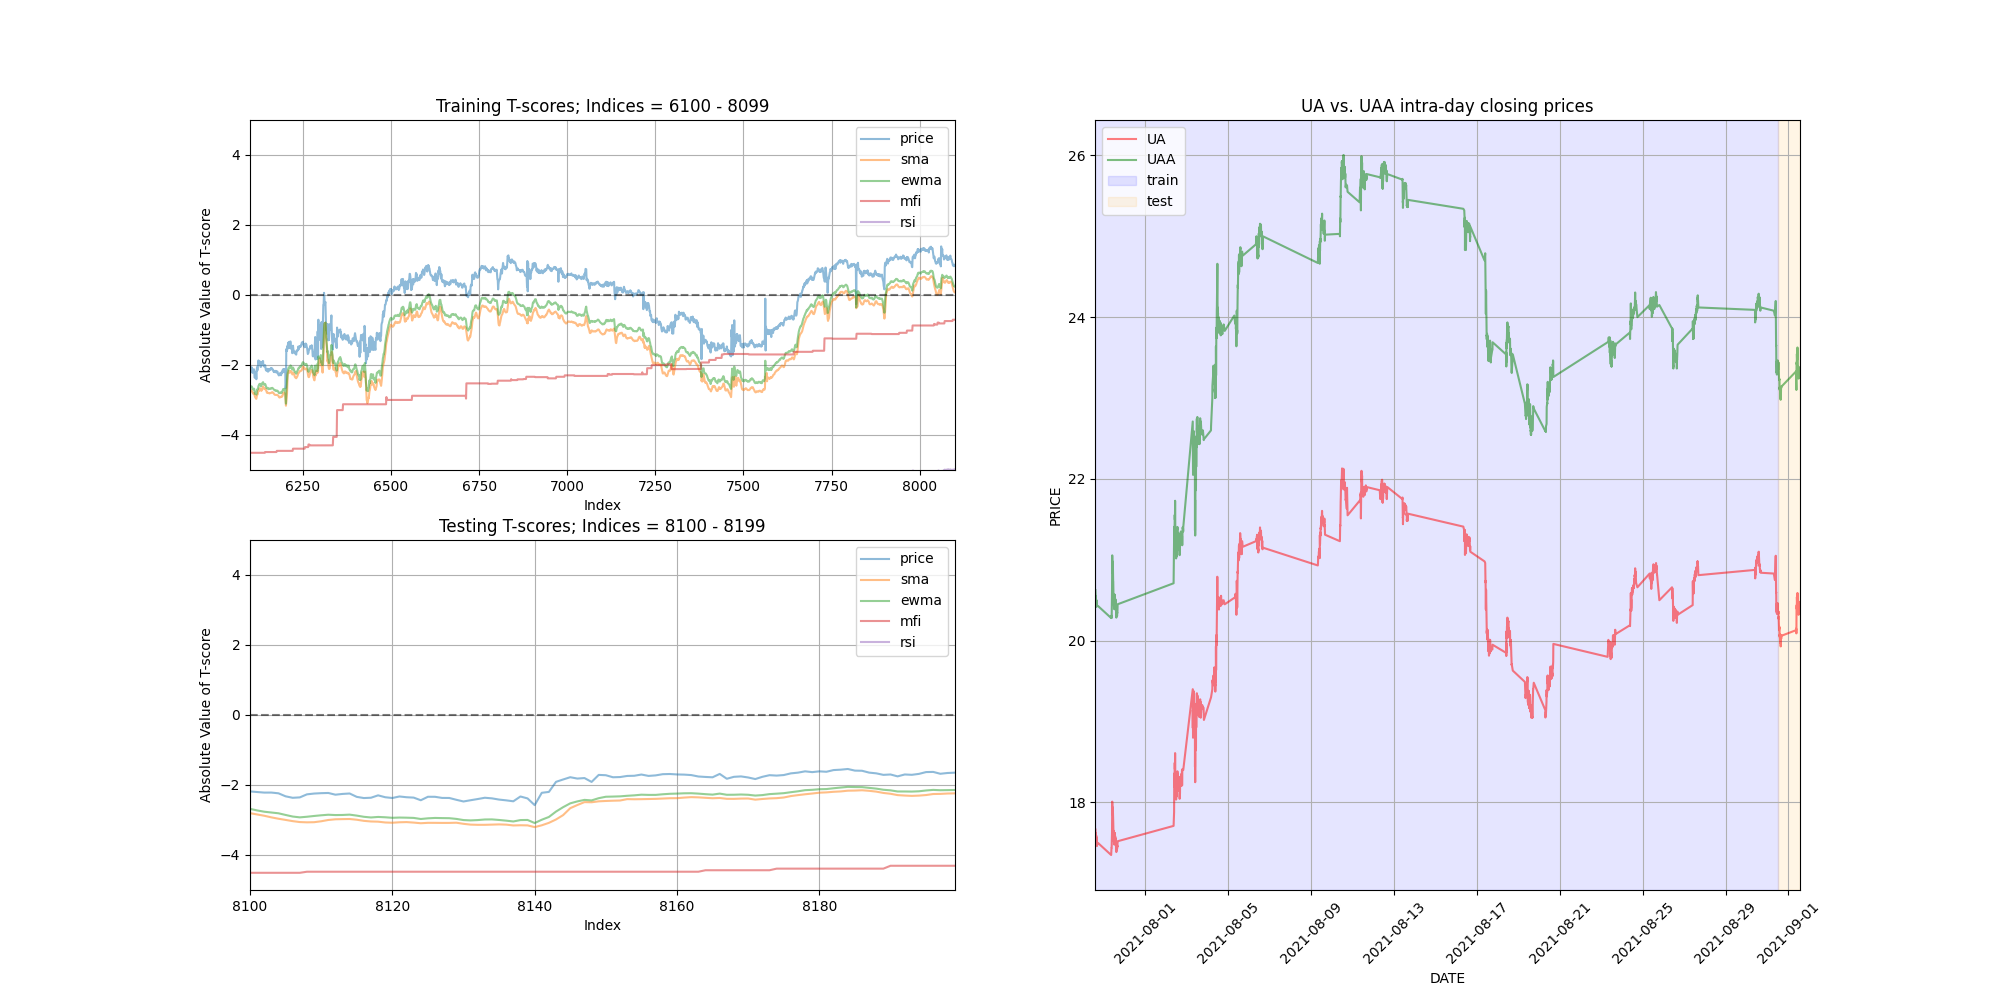 Training T-scores; Indices = 6100 - 8099
Absolute Value of T-score
4
2
0
−2
−4
price
sma
ewma
mfi
rsi
6250
6500
6750
7000
7250
7500
7750
8000
Index
Testing T-scores; Indices = 8100 - 8199
Absolute Value of T-score
4
2
0
−2
−4
price
sma
ewma
mfi
rsi
8100
8120
8140
8160
8180
Index
UA vs. UAA intra-day closing prices
PRICE
26
24
22
20
18
UA
UAA
train
test
2021-08-01
2021-08-05
2021-08-09
2021-08-13
2021-08-17
2021-08-21
2021-08-25
2021-08-29
2021-09-01
DATE